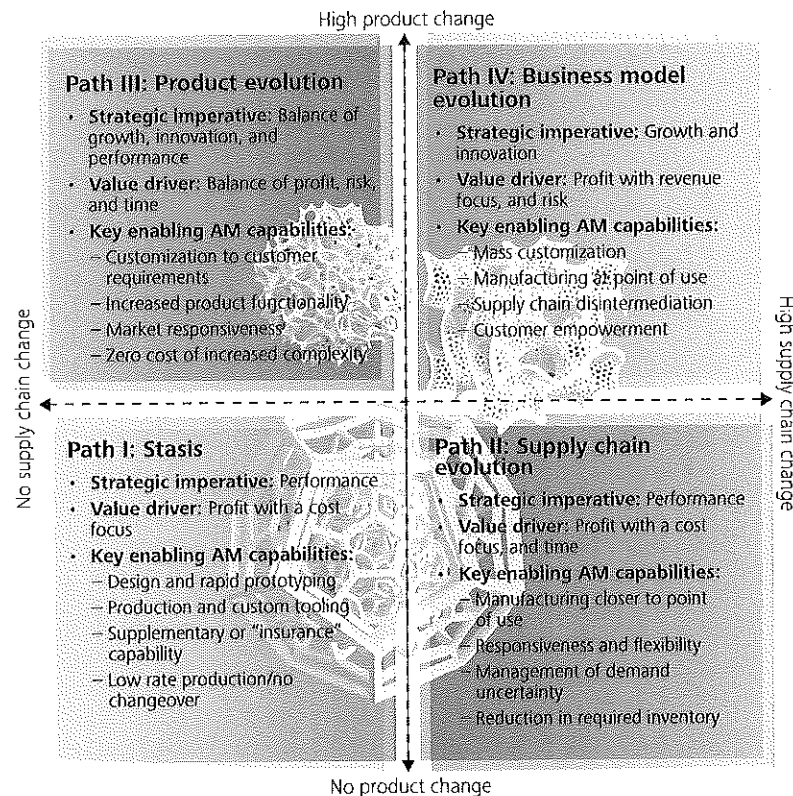 High product change
Path III: Product evolution
• Strategic imperative: Balance of
growth, innovation, and
performance
• Value driver: Balance of profit, risk,
and time
• Key enabling AM capabilities:
– Customization to customer
requirements
– Increased product functionality
– Market responsiveness
– Zero cost of increased complexity
Path IV: Business model
evolution
• Strategic imperative: Growth and
innovation
• Value driver: Profit with revenue
focus, and risk
• Key enabling AM capabilities:
– Mass customization
– Manufacturing at point of use
– Supply chain disintermediation
– Customer empowerment
No supply chain change
High supply chain change
Path I: Stasis
• Strategic imperative: Performance
• Value driver: Profit with a cost
focus
• Key enabling AM capabilities:
– Design and rapid prototyping
– Production and custom tooling
– Supplementary or "insurance"
capability
– Low rate production/no
changeover
Path II: Supply chain
evolution
• Strategic imperative: Performance
• Value driver: Profit with a cost
focus, and time
• Key enabling AM capabilities:
– Manufacturing closer to point
of use
– Responsiveness and flexibility
– Management of demand
uncertainty
– Reduction in required inventory
No product change